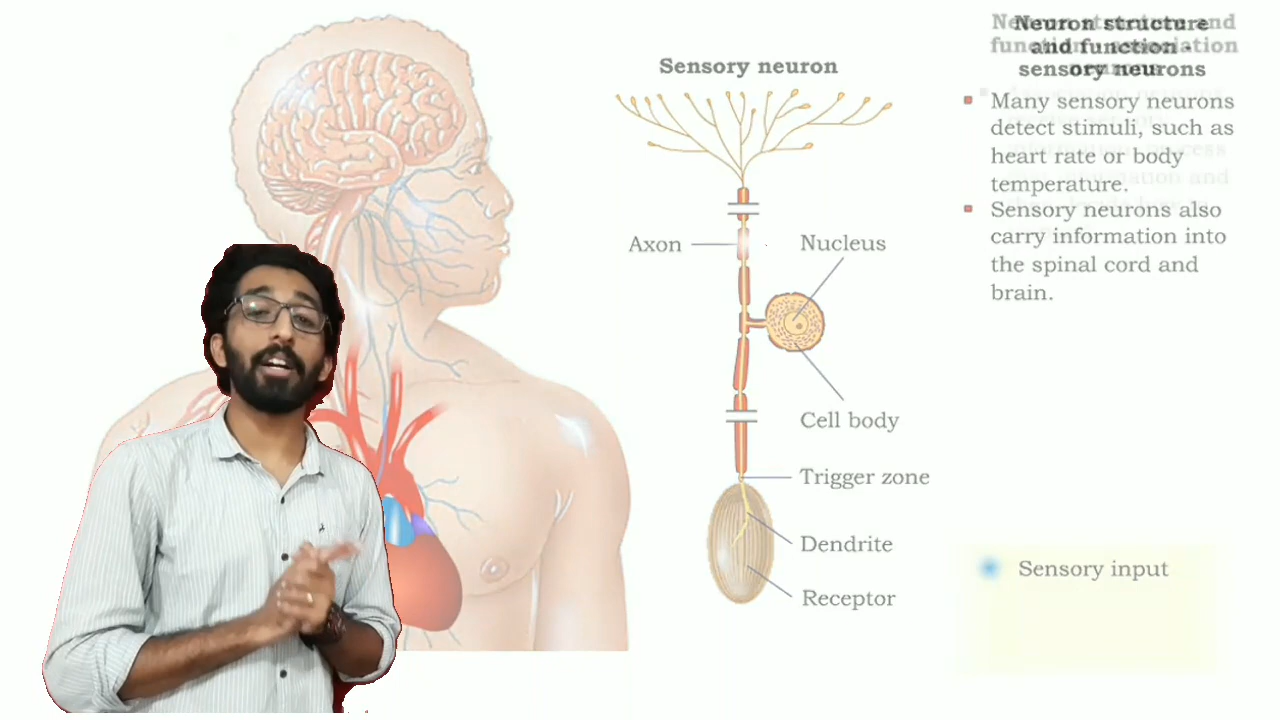 Neuron structure
and function -
sensory neurons
Many sensory neurons
detect stimuli, such as
heart rate or body
temperature.
Sensory neurons also
carry information into
the spinal cord and
brain.
Sensory neuron
Axon
Nucleus
Cell body
Trigger zone
Dendrite
Receptor
Sensory input